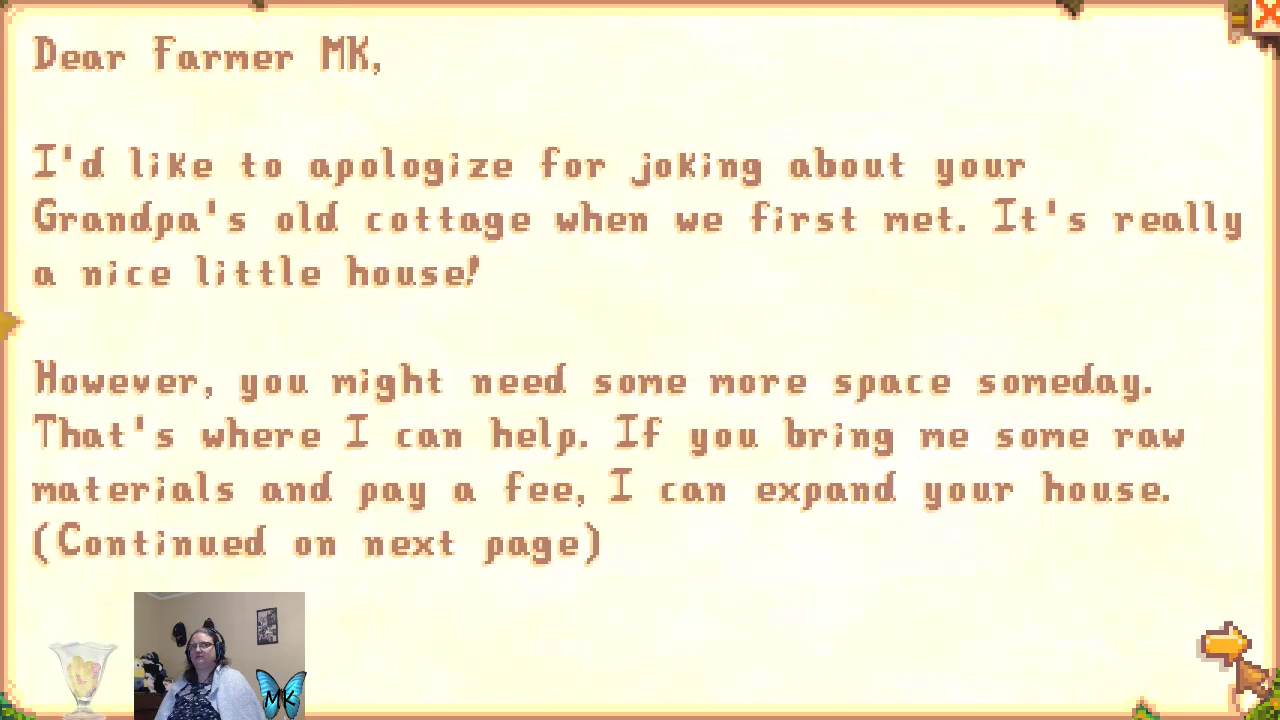 Dear Farmer MK,
I'd like to apologize for joking about your
Grandpa's old cottage when we first met. It's really
a nice little house!
However, you might need some more space someday.
That's where I can help. If you bring me some raw
materials and pay a fee, I can expand your house.
(Continued on next page)
MK